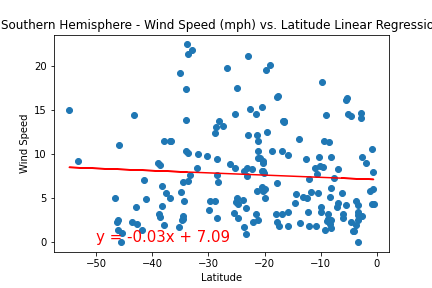 Southern Hemisphere - Wind Speed (mph) vs. Latitude Linear Regressio
20
15
10
5
0
Wind Speed
y = -0.03x + 7.09
−50
−40
−30
−20
−10
0
Latitude